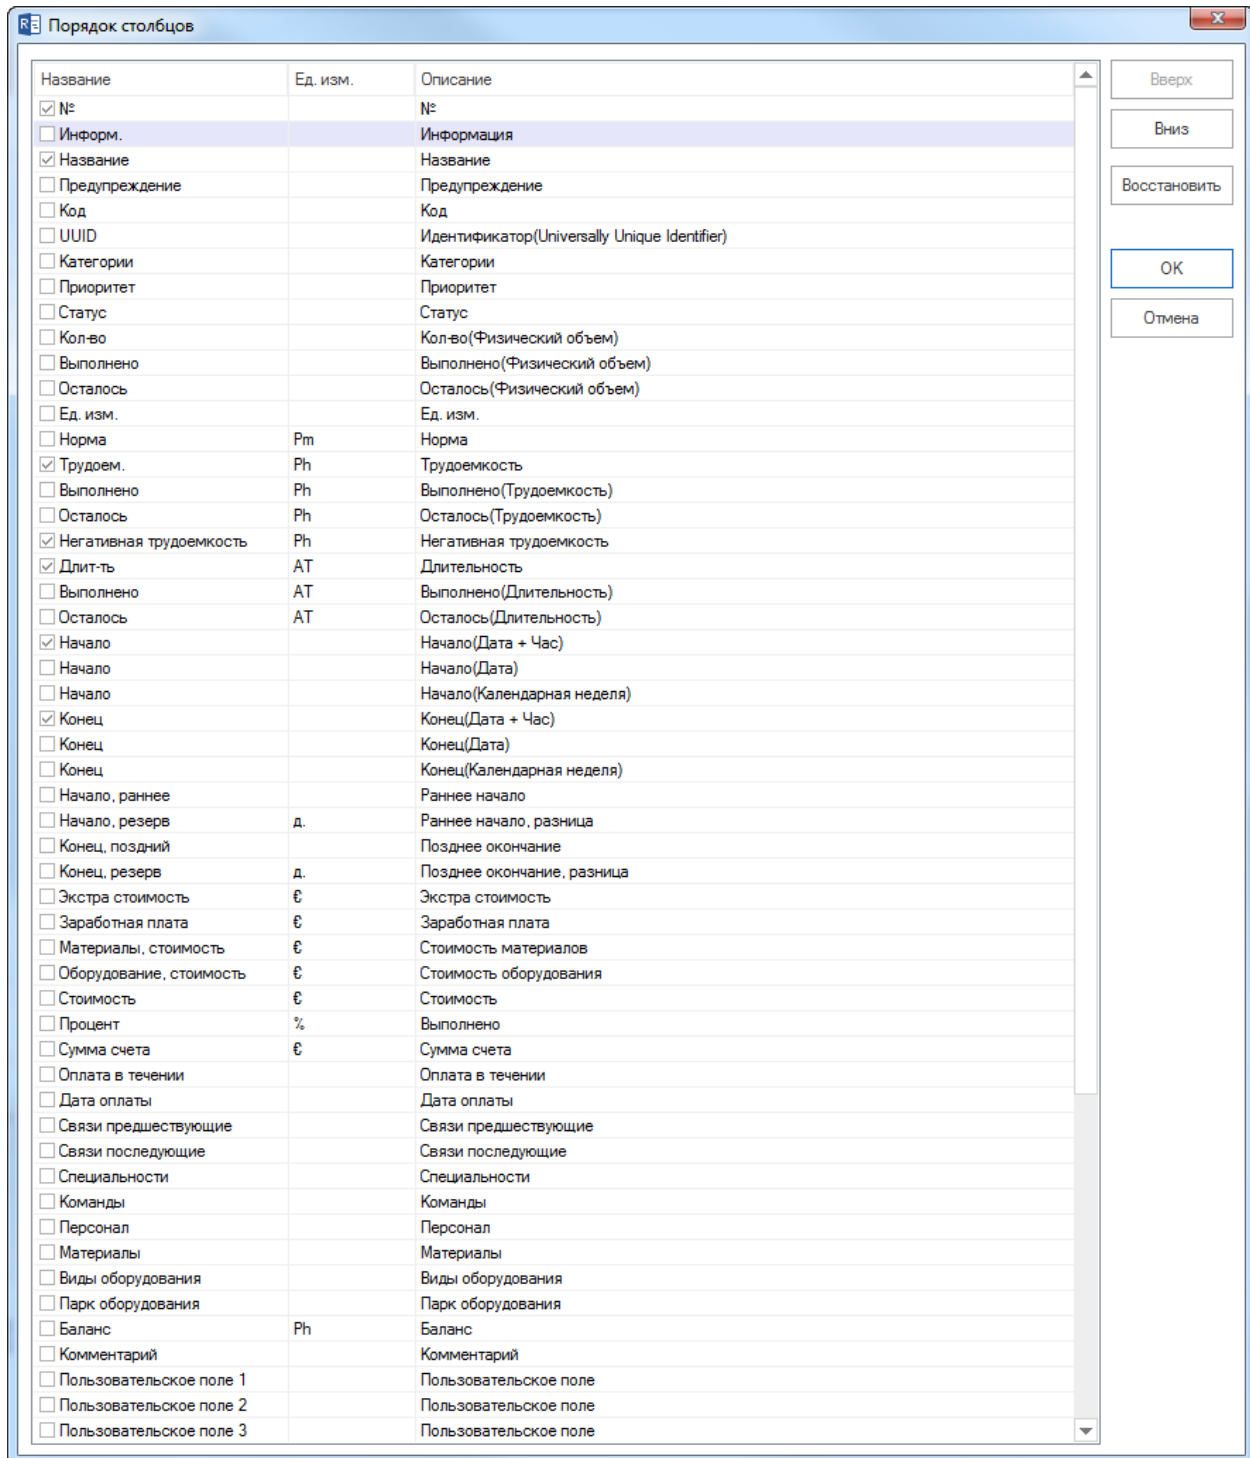 Порядок столбцов
Название Ед. изм. Описание
№ №
Информ. Информация
Название Название
Предупреждение Предупреждение
Код Код
UUID Идентификатор(Universally Unique Identifier)
Категории Категории
Приоритет Приоритет
Статус Статус
Кол-во Кол-во(Физический объем)
Выполнено Выполнено(Физический объем)
Осталось Осталось(Физический объем)
Ед. изм. Ед. изм.
Норма Pm Норма
Трудоем. Ph Трудоемкость
Выполнено Ph Выполнено(Трудоемкость)
Осталось Ph Осталось(Трудоемкость)
Негативная трудоемкость Ph Негативная трудоемкость
Длит-ть AT Длительность
Выполнено AT Выполнено(Длительность)
Осталось AT Осталось(Длительность)
Начало Начало(Дата + Час)
Начало Начало(Дата)
Начало Начало(Календарная неделя)
Конец Конец(Дата + Час)
Конец Конец(Дата)
Конец Конец(Календарная неделя)
Начало, раннее Раннее начало
Начало, резерв д. Раннее начало, разница
Конец, поздний Позднее окончание
Конец, резерв д. Позднее окончание, разница
Экстра стоимость € Экстра стоимость
Заработная плата € Заработная плата
Материалы, стоимость € Стоимость материалов
Оборудование, стоимость € Стоимость оборудования
Стоимость € Стоимость
Процент % Выполнено
Сумма счета € Сумма счета
Оплата в течении Оплата в течении
Дата оплаты Дата оплаты
Связи предшествующие Связи предшествующие
Связи последующие Связи последующие
Специальности Специальности
Команды Команды
Персонал Персонал
Материалы Материалы
Виды оборудования Виды оборудования
Парк оборудования Парк оборудования
Баланс Ph Баланс
Комментарий Комментарий
Пользовательское поле 1 Пользовательское поле
Пользовательское поле 2 Пользовательское поле
Пользовательское поле 3 Пользовательское поле
Вверх
Вниз
Восстановить
OK
Отмена